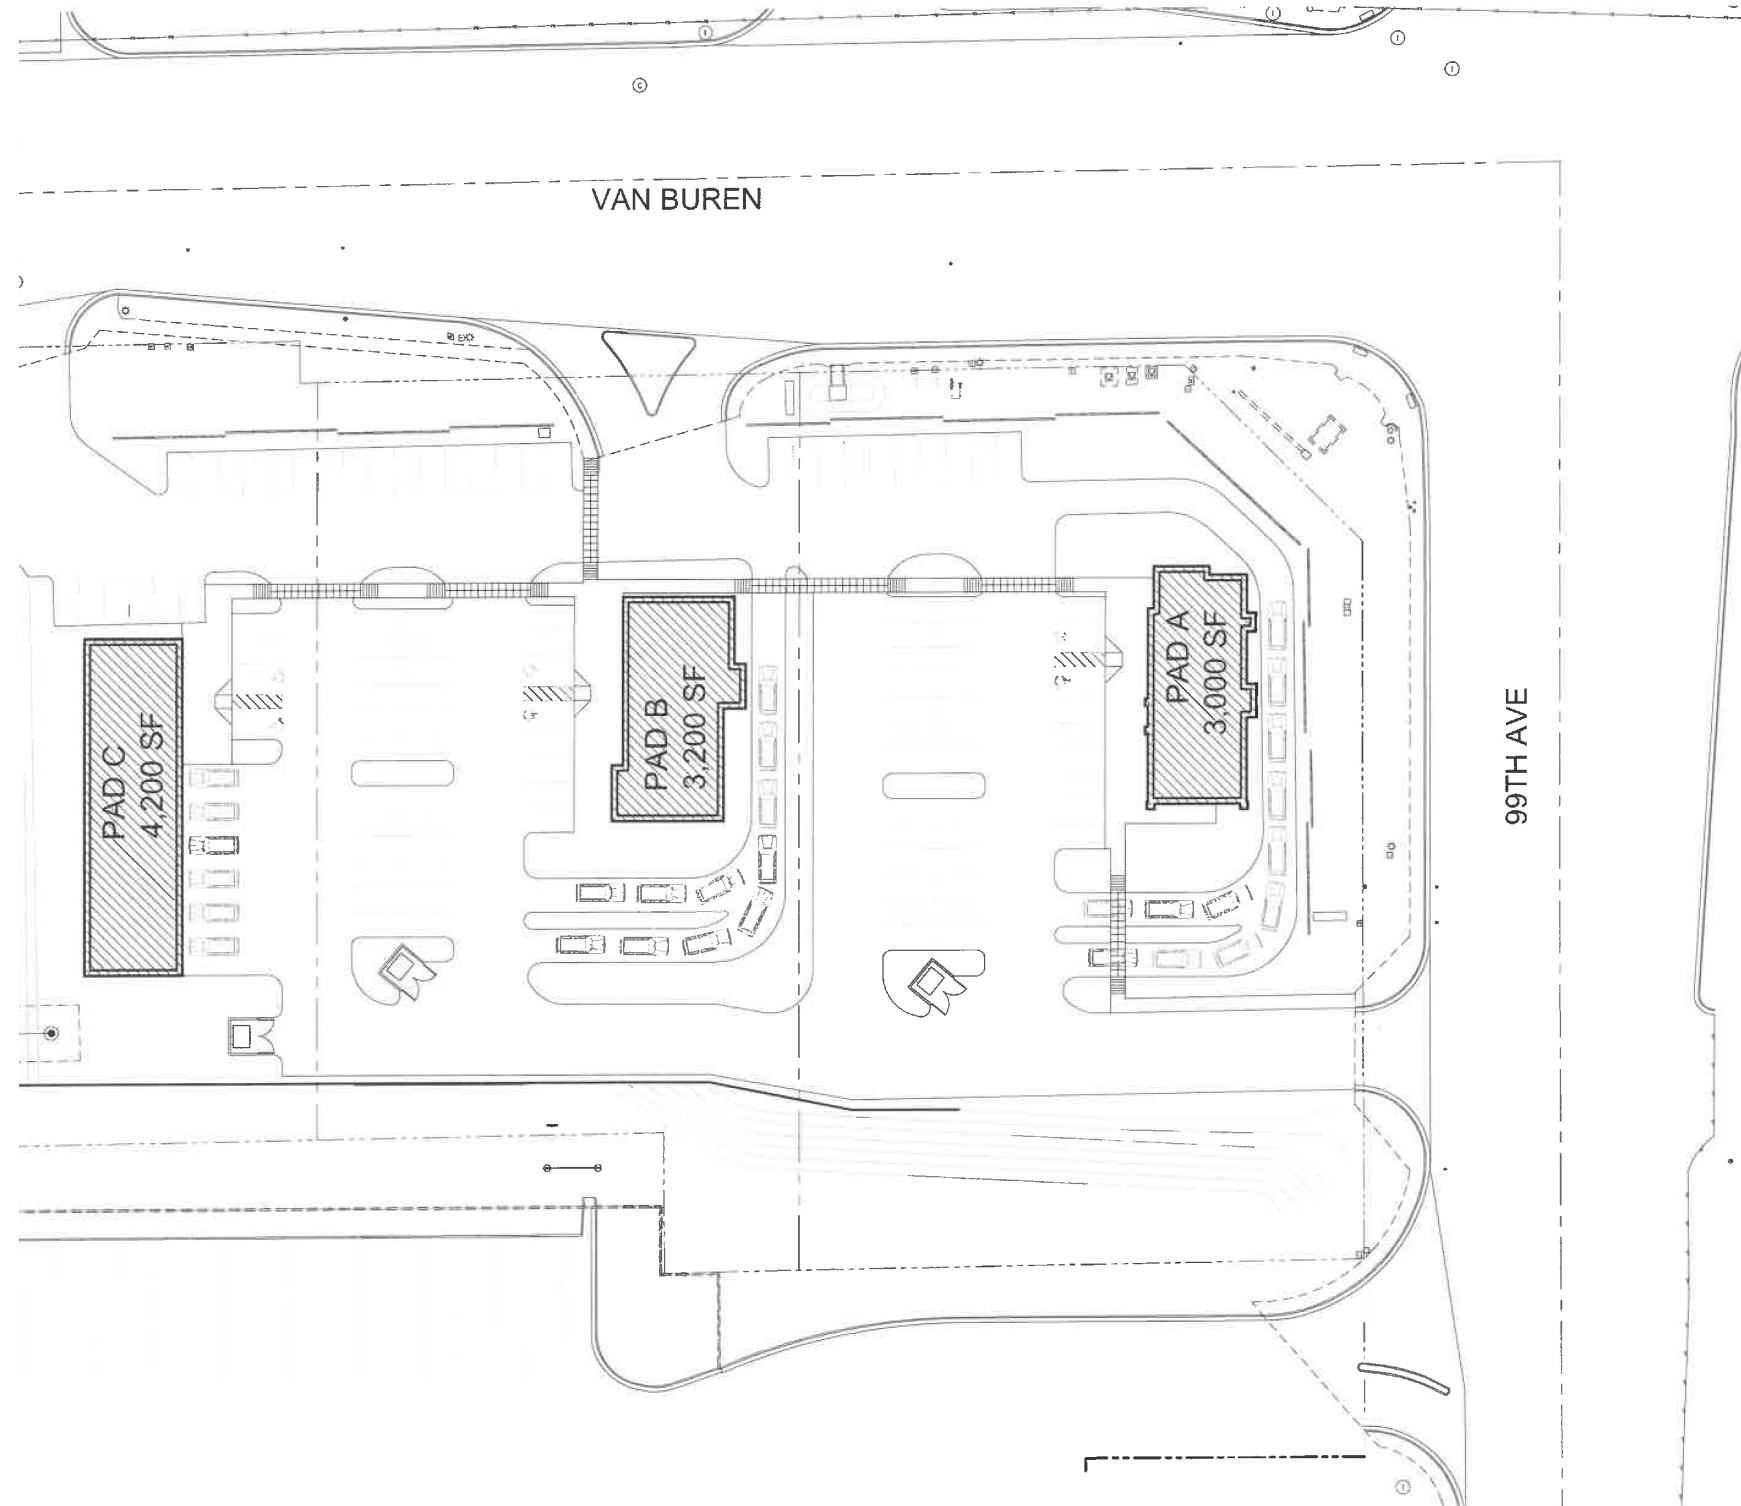 VAN BUREN
PAD C
4,200 SF
PAD B
3,200 SF
PAD A
3,000 SF
99TH AVE